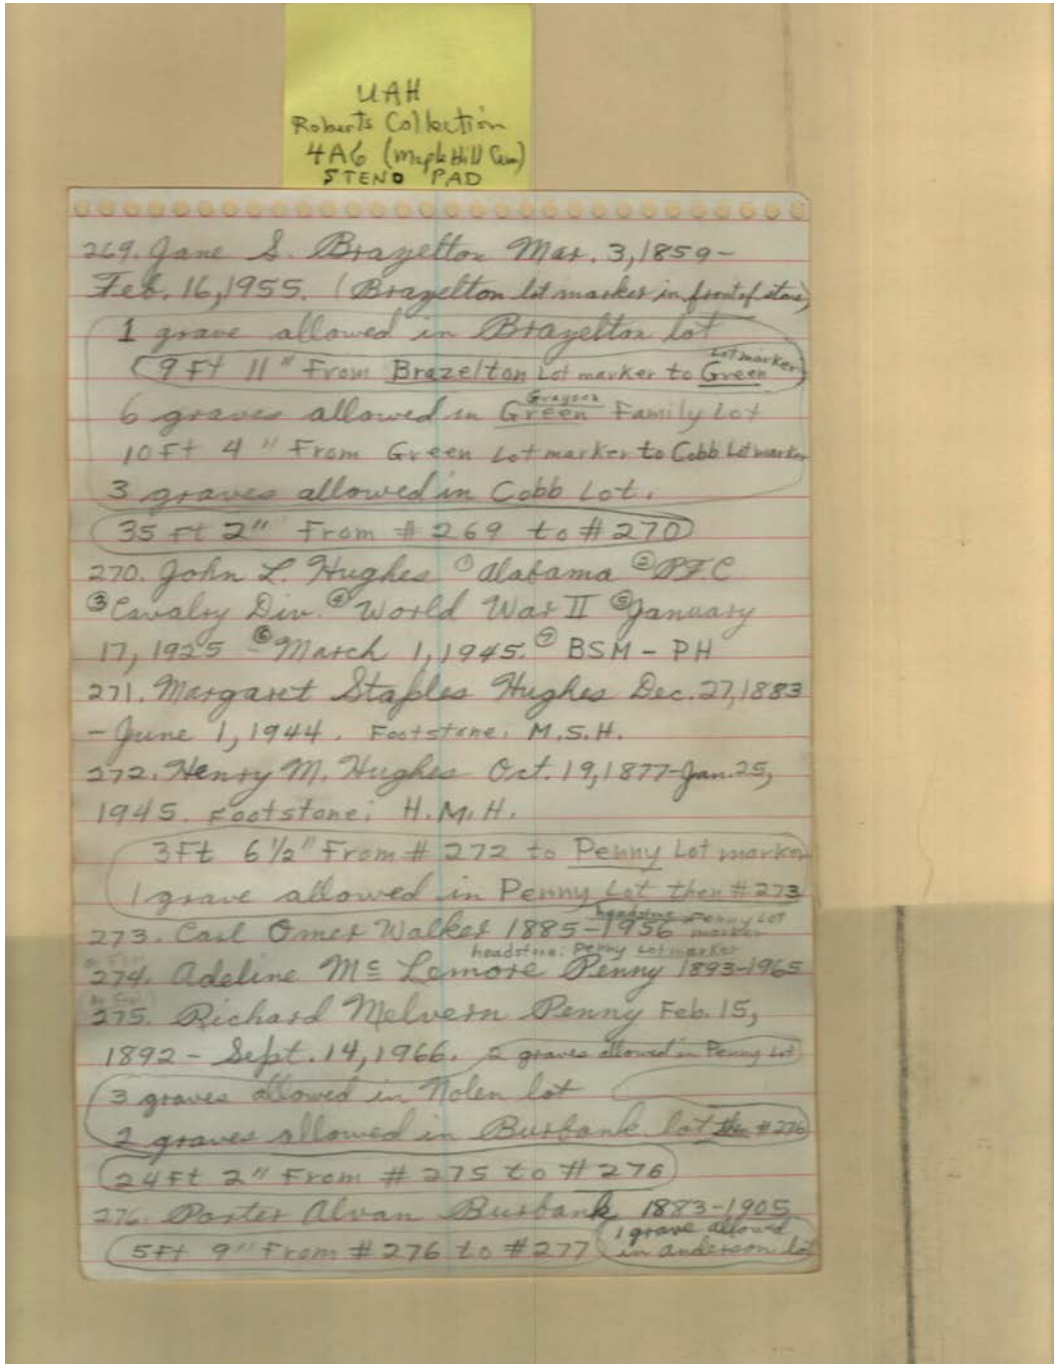 UAH
Roberts Collection
4A6 (Maple Hill Cem)
STENO PAD
269. Jane S. Brazelton Mar. 3, 1859-
Feb. 16, 1955. (Brazelton lot marker in front of stone)
1 grave allowed in Brazelton lot
9 Ft 11" From Brazelton Lot marker to Green Lot marker
6 graves allowed in Green Grayson Family Lot
10 Ft 4" From Green Lot marker to Cobb Lot marker
3 graves allowed in Cobb Lot.
35 Ft 2" From #269 to #270
270. John L. Hughes ① Alabama ② PFC
③ Cavalry Div. ④ World War II ⑤ January
17, 1925 - ⑥ March 1, 1945. ⑦ BSM - PH
271. Margaret Staples Hughes Dec. 27, 1883
- June 1, 1944. Footstone: M.S.H.
272. Henry M. Hughes Oct. 19, 1877-Jan. 25,
1945. Footstone: H.M.H.
3 Ft 6 1/2" From #272 to Penny Lot marker
1 grave allowed in Penny Lot then #273
273. Carl Omer Walker 1885-1956 headstone Penny Lot marker
headstone: Penny Lot marker
274. Adeline Mc Lemore Penny 1893-1965
275. Richard Melvern Penny Feb. 15,
1892 - Sept. 14, 1966. 2 graves allowed in Penny Lot
3 graves allowed in Nolen lot
2 graves allowed in Burbank lot then #276
24 Ft 2" From #275 to #276
276. Porter Alvan Burbank 1883-1905
5 Ft 9" From #276 to #277 1 grave allowed
in Anderson lot